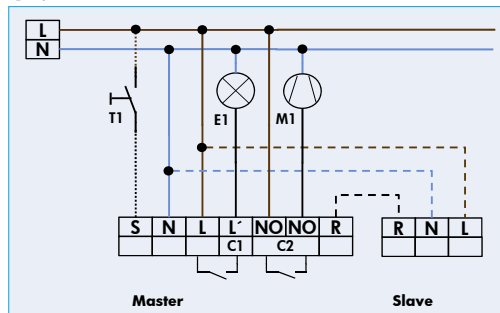 L
N
T1
E1
M1
S N L L´ NO NO R
C1 C2
R N L
Master
Slave